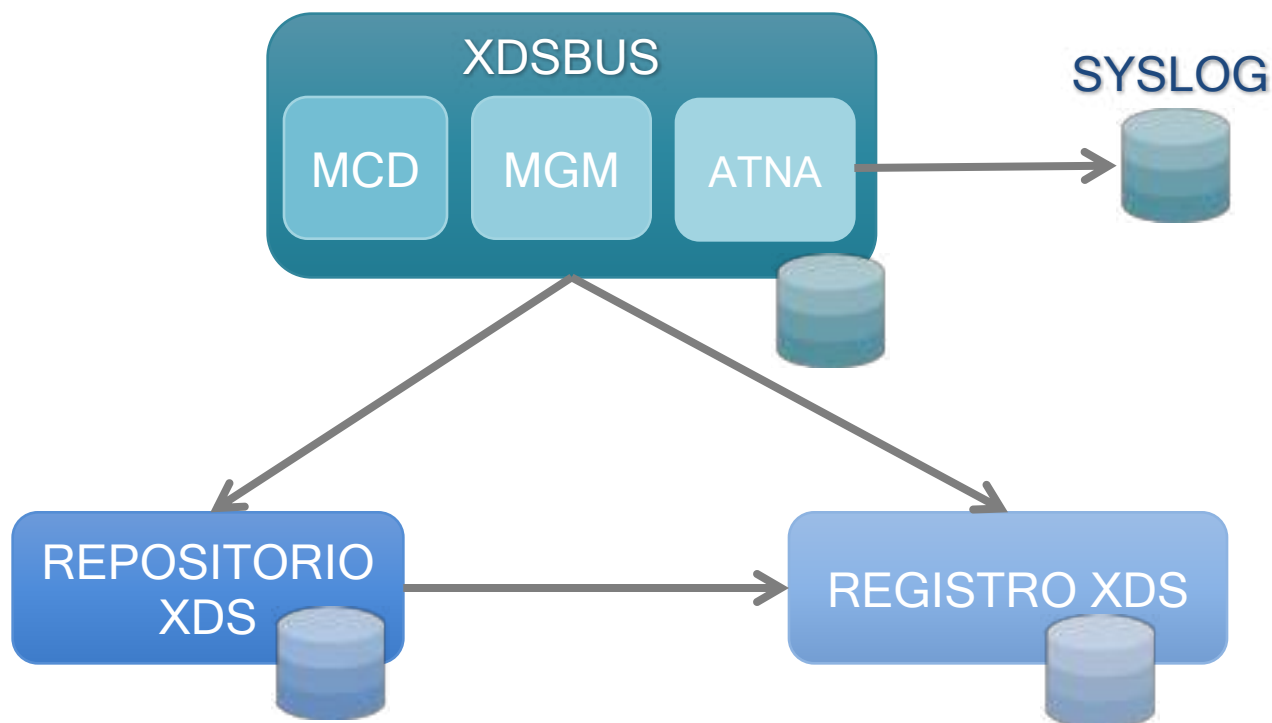 XDSBUS
SYSLOG
MCD
MGM
ATNA
REPOSITORIO
XDS
REGISTRO XDS